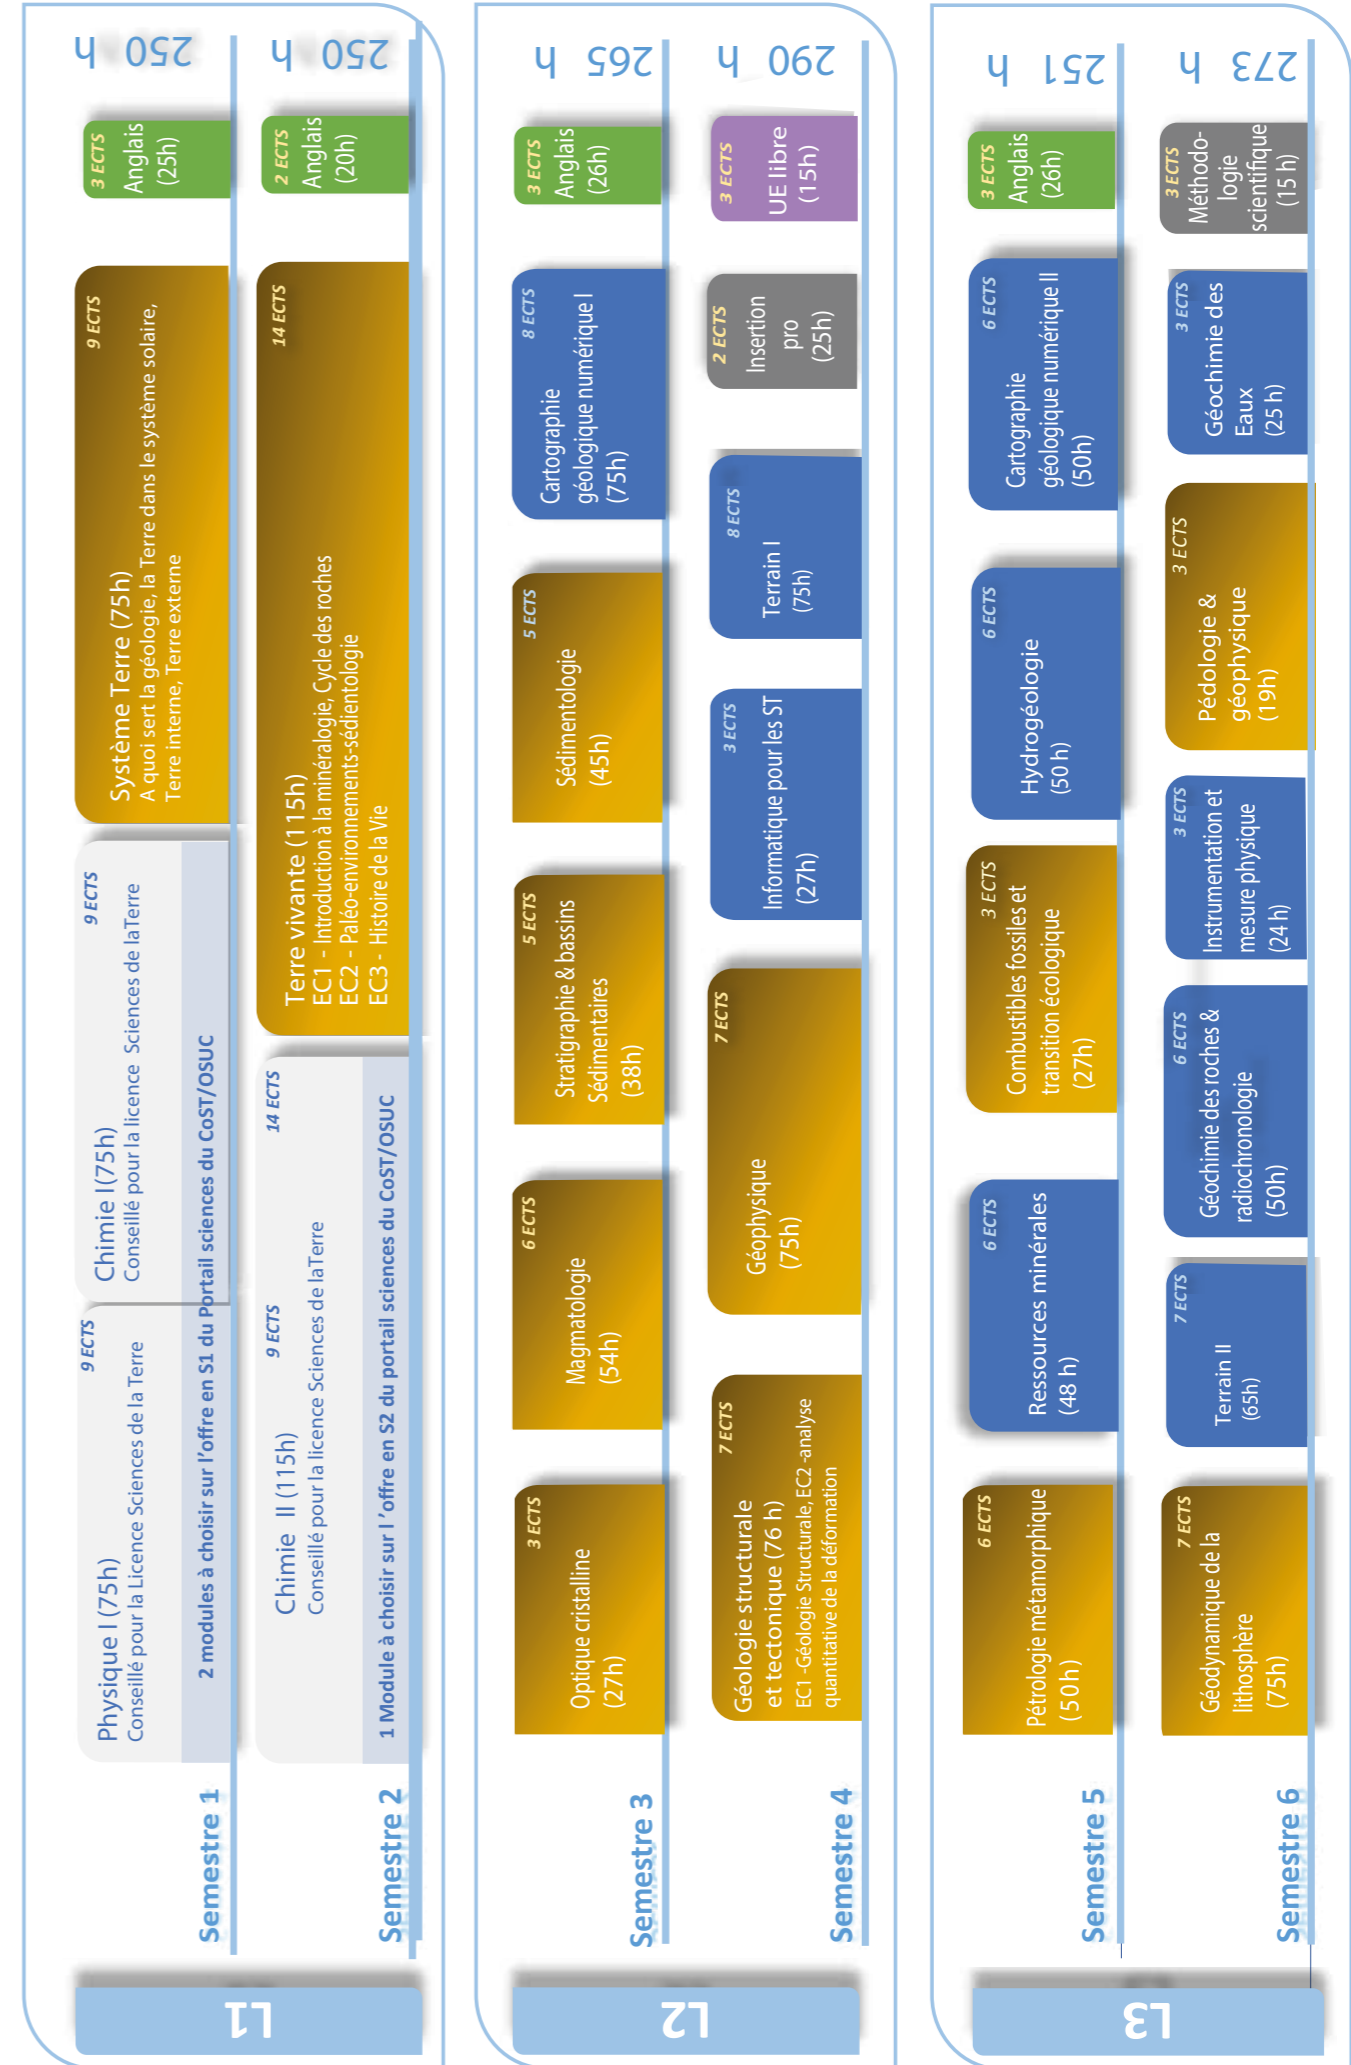 L1
Semestre 1
Physique I (75h)
Conseillé pour la Licence Sciences de la Terre
9 ECTS
Chimie I(75h)
Conseillé pour la licence Sciences de laTerre
9 ECTS
2 modules à choisir sur l'offre en S1 du Portail sciences du CoST/OSUC
Système Terre (75h)
A quoi sert la géologie, la Terre dans le système solaire,
Terre interne, Terre externe
9 ECTS
3 ECTS
Anglais
(25h)
250 h
Semestre 2
Chimie II (115h)
Conseillé pour la licence Sciences de laTerre
9 ECTS
14 ECTS
1 Module à choisir sur l 'offre en S2 du portail sciences du CoST/OSUC
Terre vivante (115h)
EC1 - Introduction à la minéralogie, Cycle des roches
EC2 - Paléo-environnements-sédientologie
EC3 - Histoire de la Vie
14 ECTS
2 ECTS
Anglais
(20h)
250 h
L2
Semestre 3
3 ECTS
Optique cristalline
(27h)
6 ECTS
Magmatologie
(54h)
5 ECTS
Stratigraphie & bassins
Sédimentaires
(38h)
5 ECTS
Sédimentologie
(45h)
8 ECTS
Cartographie
géologique numérique I
(75h)
3 ECTS
Anglais
(26h)
265 h
Semestre 4
7 ECTS
Géologie structurale
et tectonique (76 h)
EC1 -Géologie Structurale, EC2 -analyse
quantitative de la déformation
7 ECTS
Géophysique
(75h)
3 ECTS
Informatique pour les ST
(27h)
8 ECTS
Terrain I
(75h)
2 ECTS
Insertion
pro
(25h)
3 ECTS
UE libre
(15h)
290 h
L3
Semestre 5
6 ECTS
Pétrologie métamorphique
(50h)
6 ECTS
Ressources minérales
(48 h)
3 ECTS
Combustibles fossiles et
transition écologique
(27h)
6 ECTS
Hydrogéologie
(50 h)
6 ECTS
Cartographie
géologique numérique II
(50h)
3 ECTS
Anglais
(26h)
251 h
Semestre 6
7 ECTS
Géodynamique de la
lithosphère
(75h)
7 ECTS
Terrain II
(65h)
6 ECTS
Géochimie des roches &
radiochronologie
(50h)
3 ECTS
Instrumentation et
mesure physique
(24 h)
3 ECTS
Pédologie &
géophysique
(19h)
3 ECTS
Géochimie des
Eaux
(25 h)
3 ECTS
Méthodo-
logie
scientifique
(15 h)
273 h